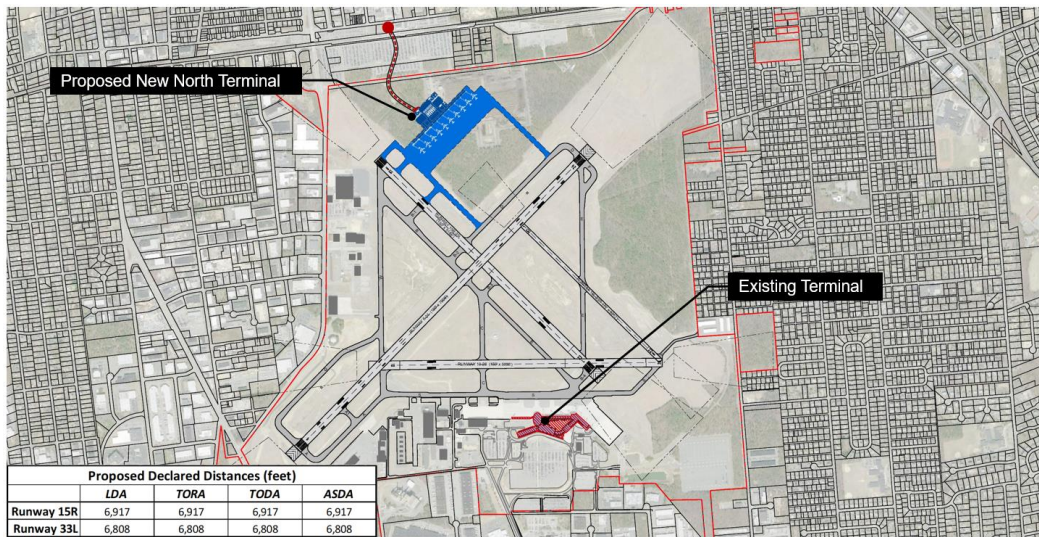 Proposed New North Terminal
Existing Terminal
Proposed Declared Distances (feet)
LDA TORA TODA ASDA
Runway 15R 6,917 6,917 6,917 6,917
Runway 33L 6,808 6,808 6,808 6,808